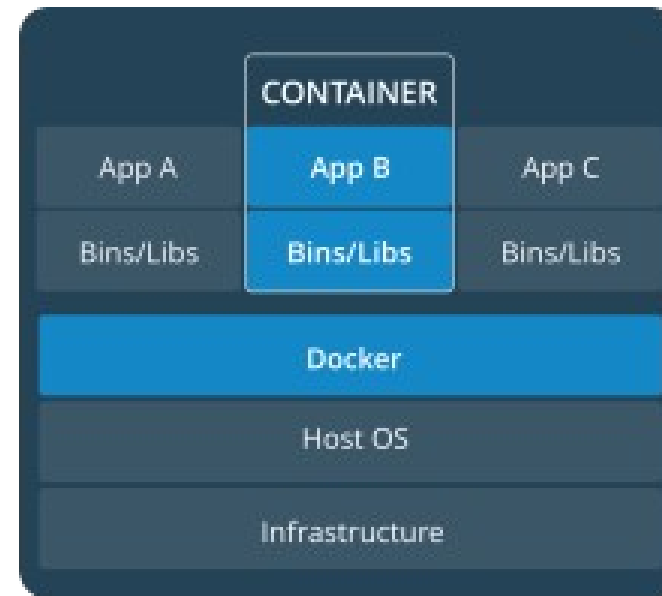 CONTAINER
App A App B App C
Bins/Libs Bins/Libs Bins/Libs
Docker
Host OS
Infrastructure